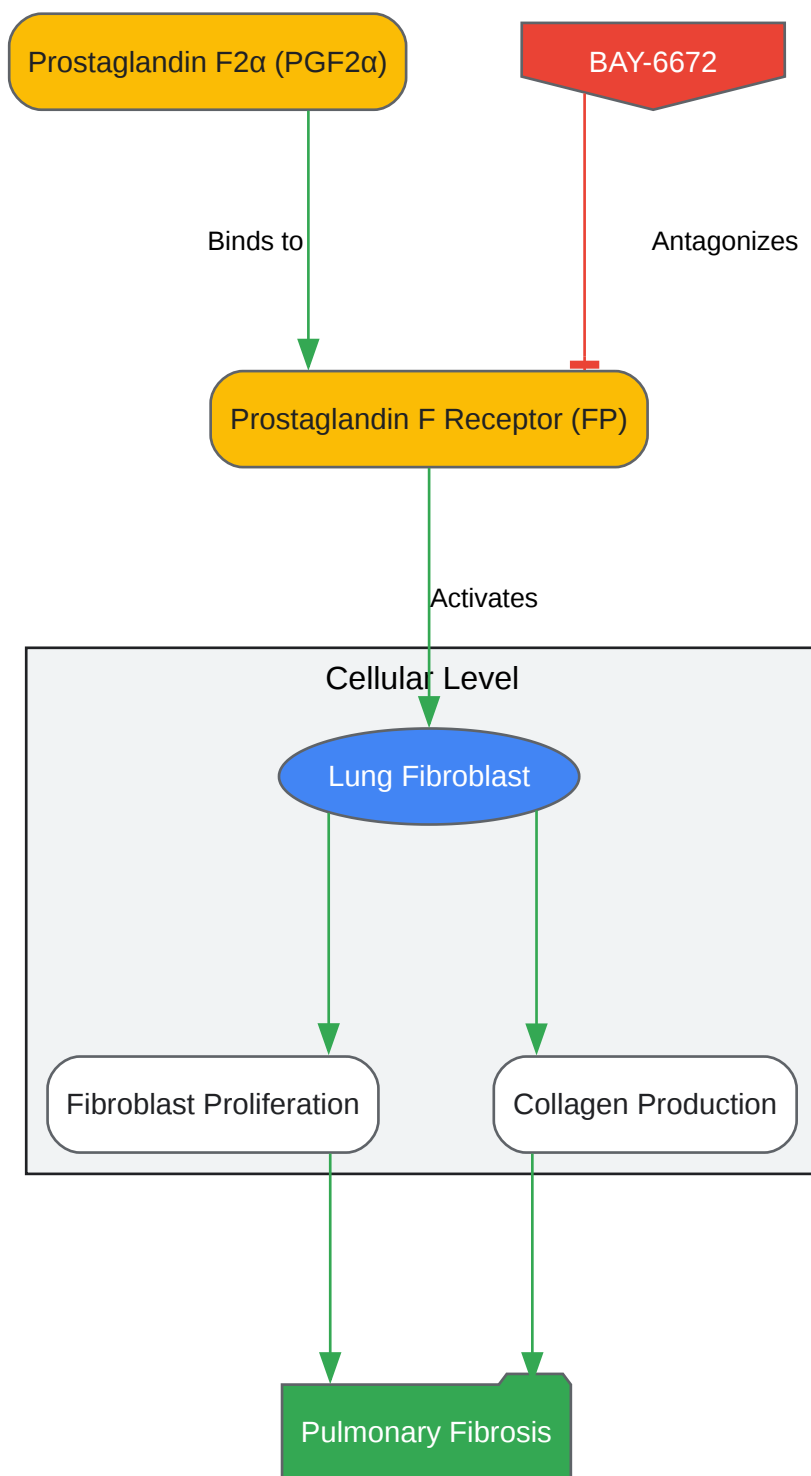 Prostaglandin F2α (PGF2α)
BAY-6672
Binds to
Antagonizes
Prostaglandin F Receptor (FP)
Activates
Cellular Level
Lung Fibroblast
Fibroblast Proliferation
Collagen Production
Pulmonary Fibrosis